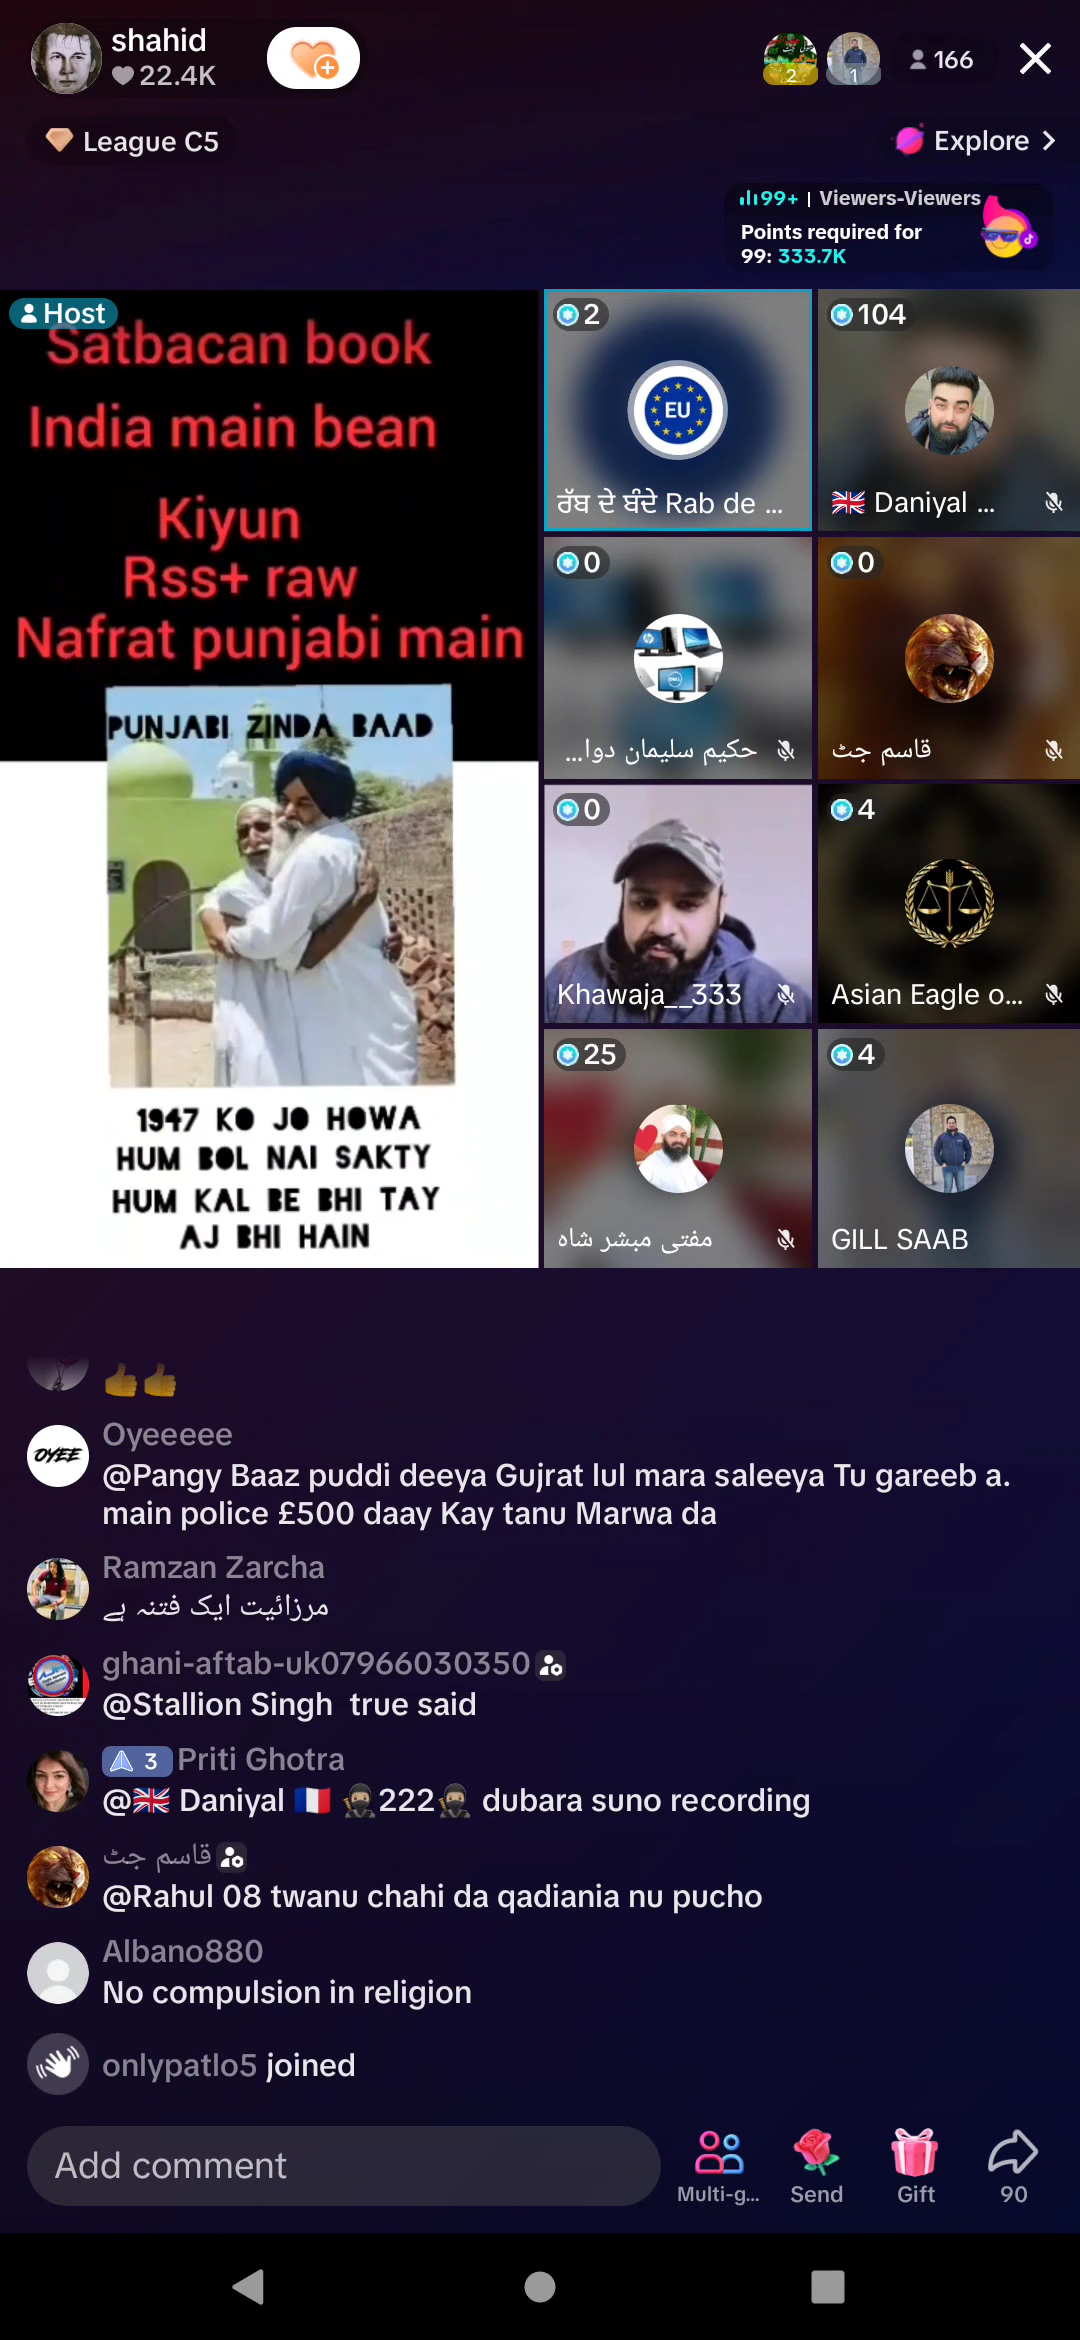 shahid
22.4K
2
1
166
League C5
Explore
99+ | Viewers-Viewers
Points required for
99: 333.7K
Host
Satbacan book
India main bean
Kiyun
Rss+ raw
Nafrat punjabi main
PUNJABI ZINDA BAAD
1947 KO JO HOWA
HUM BOL NAI SAKTY
HUM KAL BE BHI TAY
AJ BHI HAIN
2
EU
ਰੱਬ ਦੇ ਬੰਦੇ Rab de ...
104
🇬🇧 Daniyal ...
0
حکیم سلیمان دوا...
0
قاسم جٹ
0
Khawaja__333
4
Asian Eagle o...
25
مفتی مبشر شاہ
4
GILL SAAB
👍👍
OYEE
Oyeeeee
@Pangy Baaz puddi deeya Gujrat lul mara saleeya Tu gareeb a.
main police £500 daay Kay tanu Marwa da
Ramzan Zarcha
مرزائیت ایک فتنہ ہے
ghani-aftab-uk07966030350
@Stallion Singh  true said
3 Priti Ghotra
@🇬🇧 Daniyal 🇫🇷 🥷222🥷 dubara suno recording
قاسم جٹ
@Rahul 08 twanu chahi da qadiania nu pucho
Albano880
No compulsion in religion
onlypatlo5 joined
Add comment
Multi-g...
Send
Gift
90